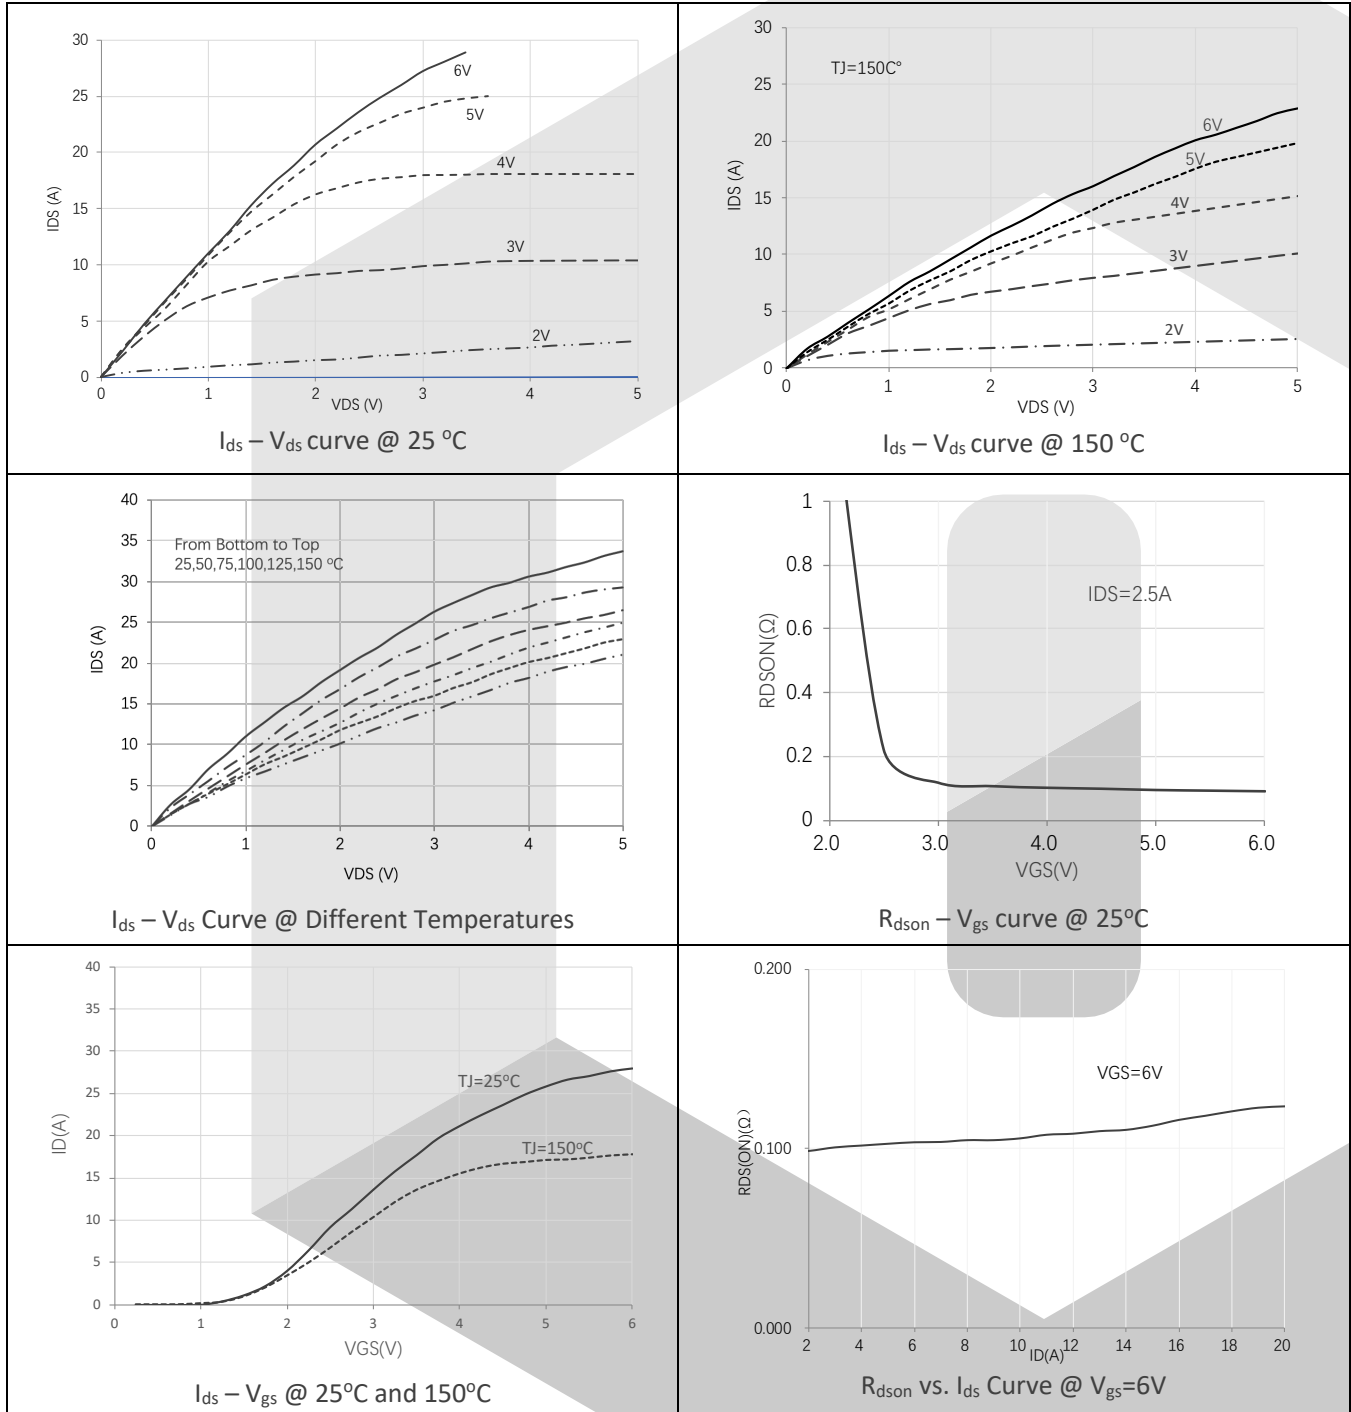 30
25
20
15
10
5
0
IDS (A)
6V
5V
4V
3V
2V
0 1 2 3 4 5
VDS (V)
Ids – Vds curve @ 25 oC
30
25
20
15
10
5
0
IDS (A)
TJ=150C°
6V
5V
4V
3V
2V
0 1 2 3 4 5
VDS (V)
Ids – Vds curve @ 150 oC
40
35
30
25
20
15
10
5
0
IDS (A)
From Bottom to Top
25,50,75,100,125,150 oC
0 1 2 3 4 5
VDS (V)
Ids – Vds Curve @ Different Temperatures
1
0.8
0.6
0.4
0.2
0
RDSON(Ω)
IDS=2.5A
2.0 3.0 4.0 5.0 6.0
VGS(V)
Rdson – Vgs curve @ 25oC
40
35
30
25
20
15
10
5
0
ID(A)
TJ=25oC
TJ=150oC
0 1 2 3 4 5 6
VGS(V)
Ids – Vgs @ 25oC and 150oC
0.200
0.100
0.000
RDS(ON)(Ω)
VGS=6V
2 4 6 8 10 12 14 16 18 20
ID(A)
Rdson vs. Ids Curve @ Vgs=6V